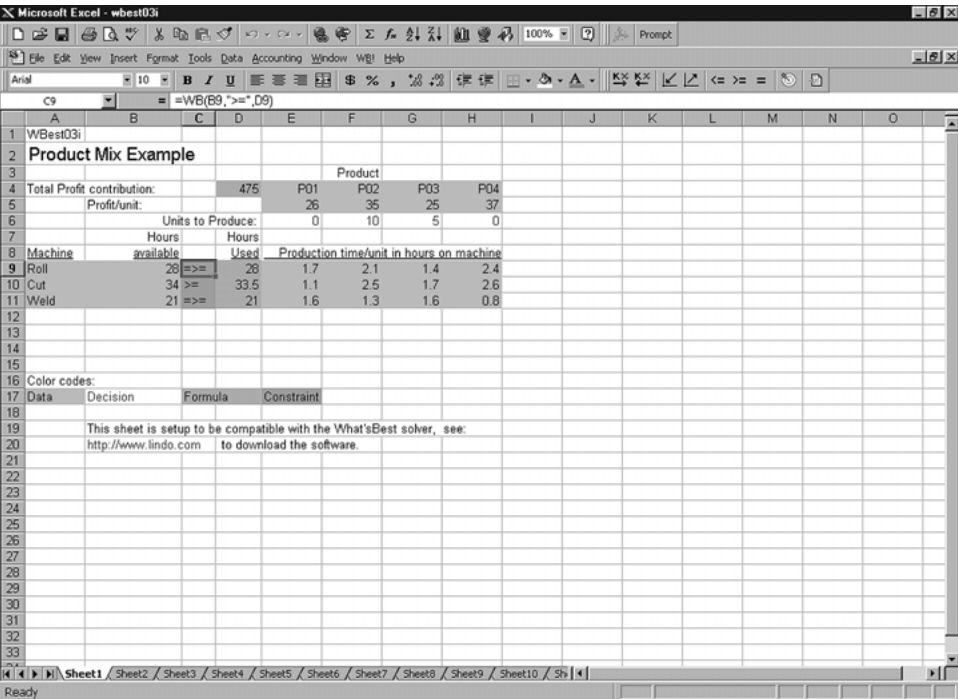 Microsoft Excel - wbest03i
100% Prompt
File Edit View Insert Format Tools Data Accounting Window WB! Help
Arial 10 B I U $ % , <= >= =
C9 = =WB(B9,">=",D9)
A B C D E F G H I J K L M N O
1 WBest03i
2 Product Mix Example
3 Product
4 Total Profit contribution: 475 P01 P02 P03 P04
5 Profit/unit: 26 35 25 37
6 Units to Produce: 0 10 5 0
7 Hours Hours
8 Machine available Used Production time/unit in hours on machine
9 Roll 28 =>= 28 1.7 2.1 1.4 2.4
10 Cut 34 >= 33.5 1.1 2.5 1.7 2.6
11 Weld 21 =>= 21 1.6 1.3 1.6 0.8
12
13
14
15
16 Color codes:
17 Data Decision Formula Constraint
18
19 This sheet is setup to be compatible with the What'sBest solver, see:
20 http://www.lindo.com to download the software.
21
22
23
24
25
26
27
28
29
30
31
32
33
Sheet1 Sheet2 Sheet3 Sheet4 Sheet5 Sheet6 Sheet7 Sheet8 Sheet9 Sheet10 Sh
Ready